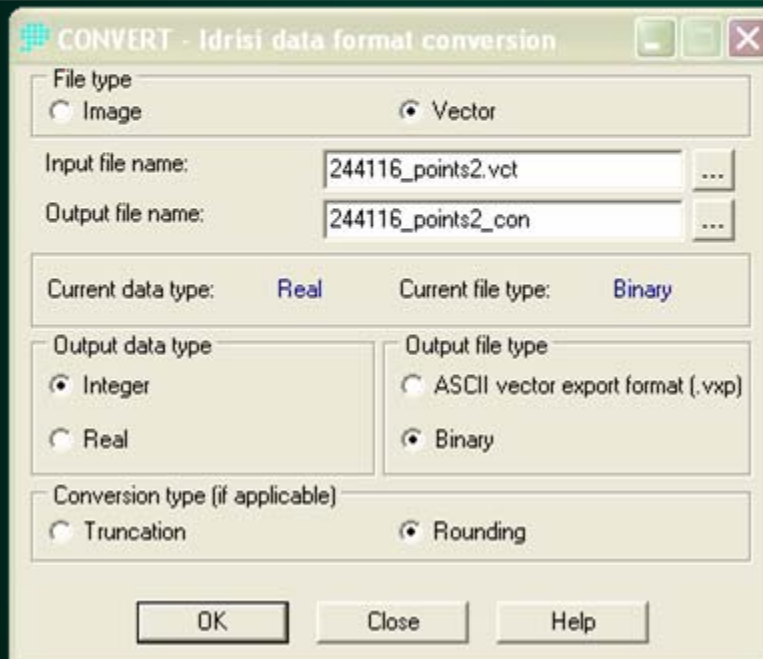 CONVERT - Idrisi data format conversion
File type
Image Vector
Input file name: 244116_points2.vct ...
Output file name: 244116_points2_con ...
Current data type: Real Current file type: Binary
Output data type Output file type
Integer ASCII vector export format (.vxp)
Real Binary
Conversion type (if applicable)
Truncation Rounding
OK Close Help